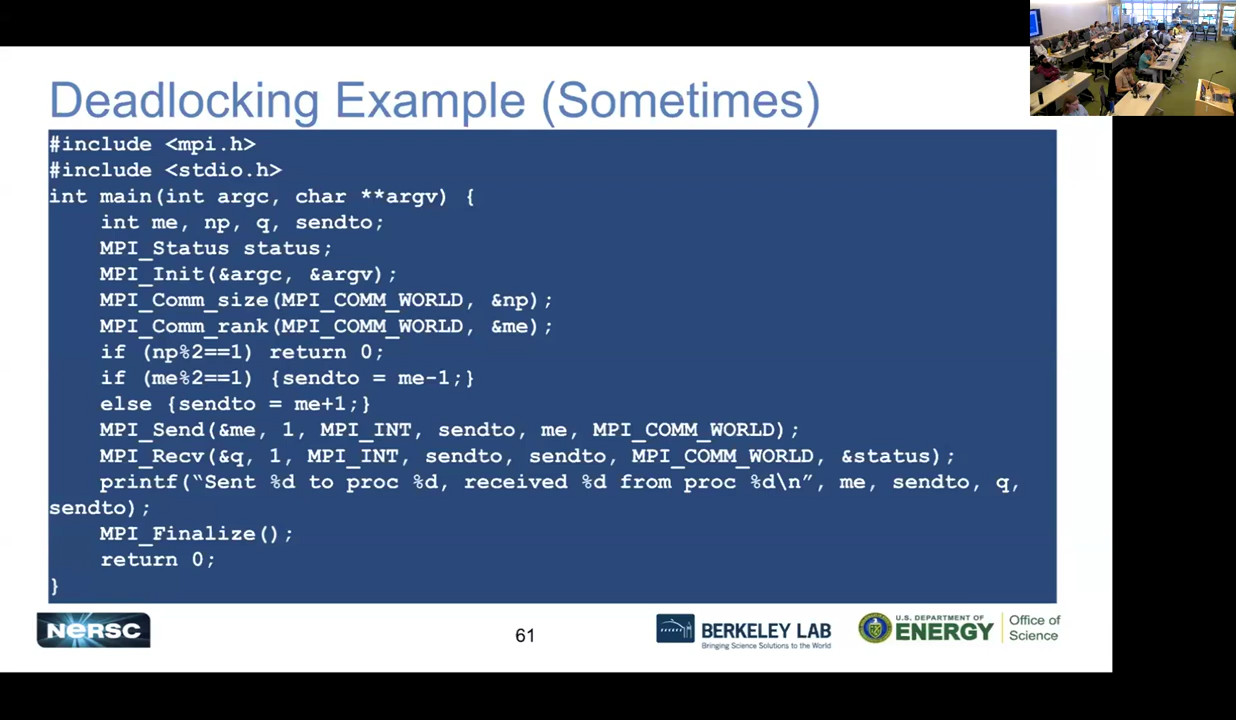 Deadlocking Example (Sometimes)
#include <mpi.h>
#include <stdio.h>
int main(int argc, char **argv) {
    int me, np, q, sendto;
    MPI_Status status;
    MPI_Init(&argc, &argv);
    MPI_Comm_size(MPI_COMM_WORLD, &np);
    MPI_Comm_rank(MPI_COMM_WORLD, &me);
    if (np%2==1) return 0;
    if (me%2==1) {sendto = me-1;}
    else {sendto = me+1;}
    MPI_Send(&me, 1, MPI_INT, sendto, me, MPI_COMM_WORLD);
    MPI_Recv(&q, 1, MPI_INT, sendto, sendto, MPI_COMM_WORLD, &status);
    printf(“Sent %d to proc %d, received %d from proc %d\n”, me, sendto, q,
sendto);
    MPI_Finalize();
    return 0;
}
NERSC
61
BERKELEY LAB
Bringing Science Solutions to the World
U.S. DEPARTMENT OF
ENERGY
Office of
Science